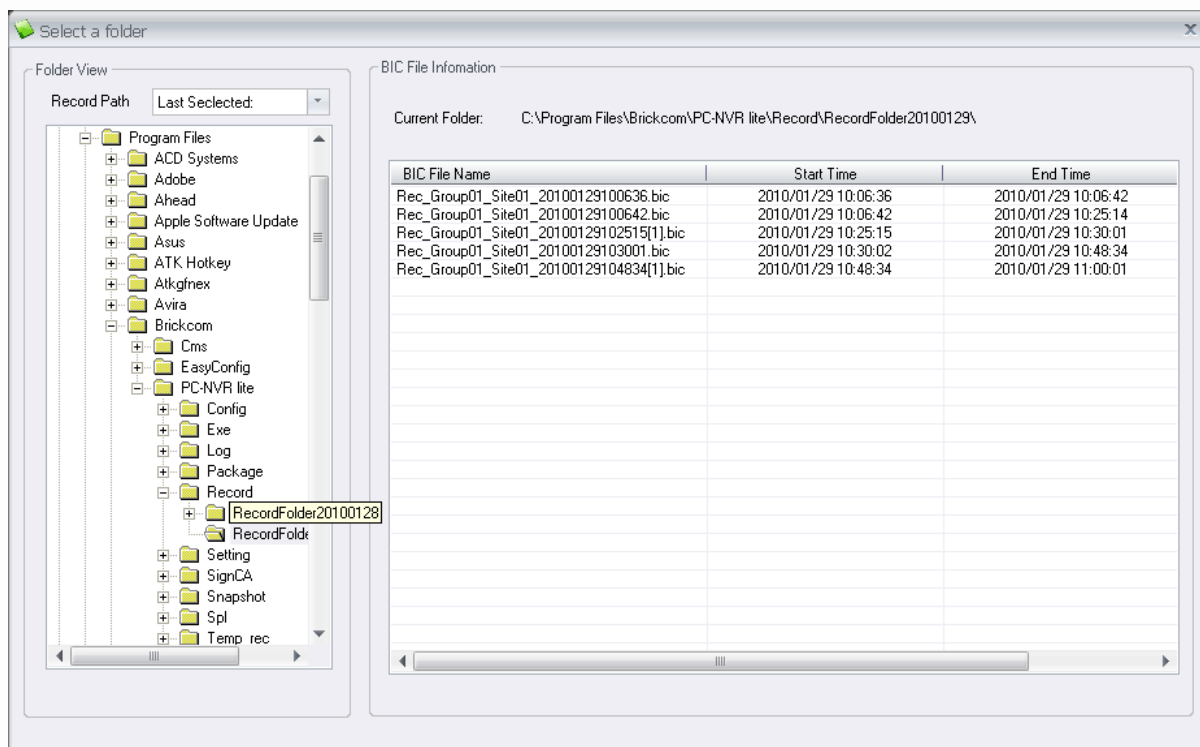 Select a folder
Folder View
Record Path Last Seclected:
Program Files
ACD Systems
Adobe
Ahead
Apple Software Update
Asus
ATK Hotkey
Atkgfnex
Avira
Brickcom
Cms
EasyConfig
PC-NVR lite
Config
Exe
Log
Package
Record
RecordFolder20100128
RecordFolde
Setting
SignCA
Snapshot
Spl
Temp_rec
BIC File Infomation
Current Folder: C:\Program Files\Brickcom\PC-NVR lite\Record\RecordFolder20100129\
BIC File Name Start Time End Time
Rec_Group01_Site01_20100129100636.bic 2010/01/29 10:06:36 2010/01/29 10:06:42
Rec_Group01_Site01_20100129100642.bic 2010/01/29 10:06:42 2010/01/29 10:25:14
Rec_Group01_Site01_20100129102515[1].bic 2010/01/29 10:25:15 2010/01/29 10:30:01
Rec_Group01_Site01_20100129103001.bic 2010/01/29 10:30:02 2010/01/29 10:48:34
Rec_Group01_Site01_20100129104834[1].bic 2010/01/29 10:48:34 2010/01/29 11:00:01